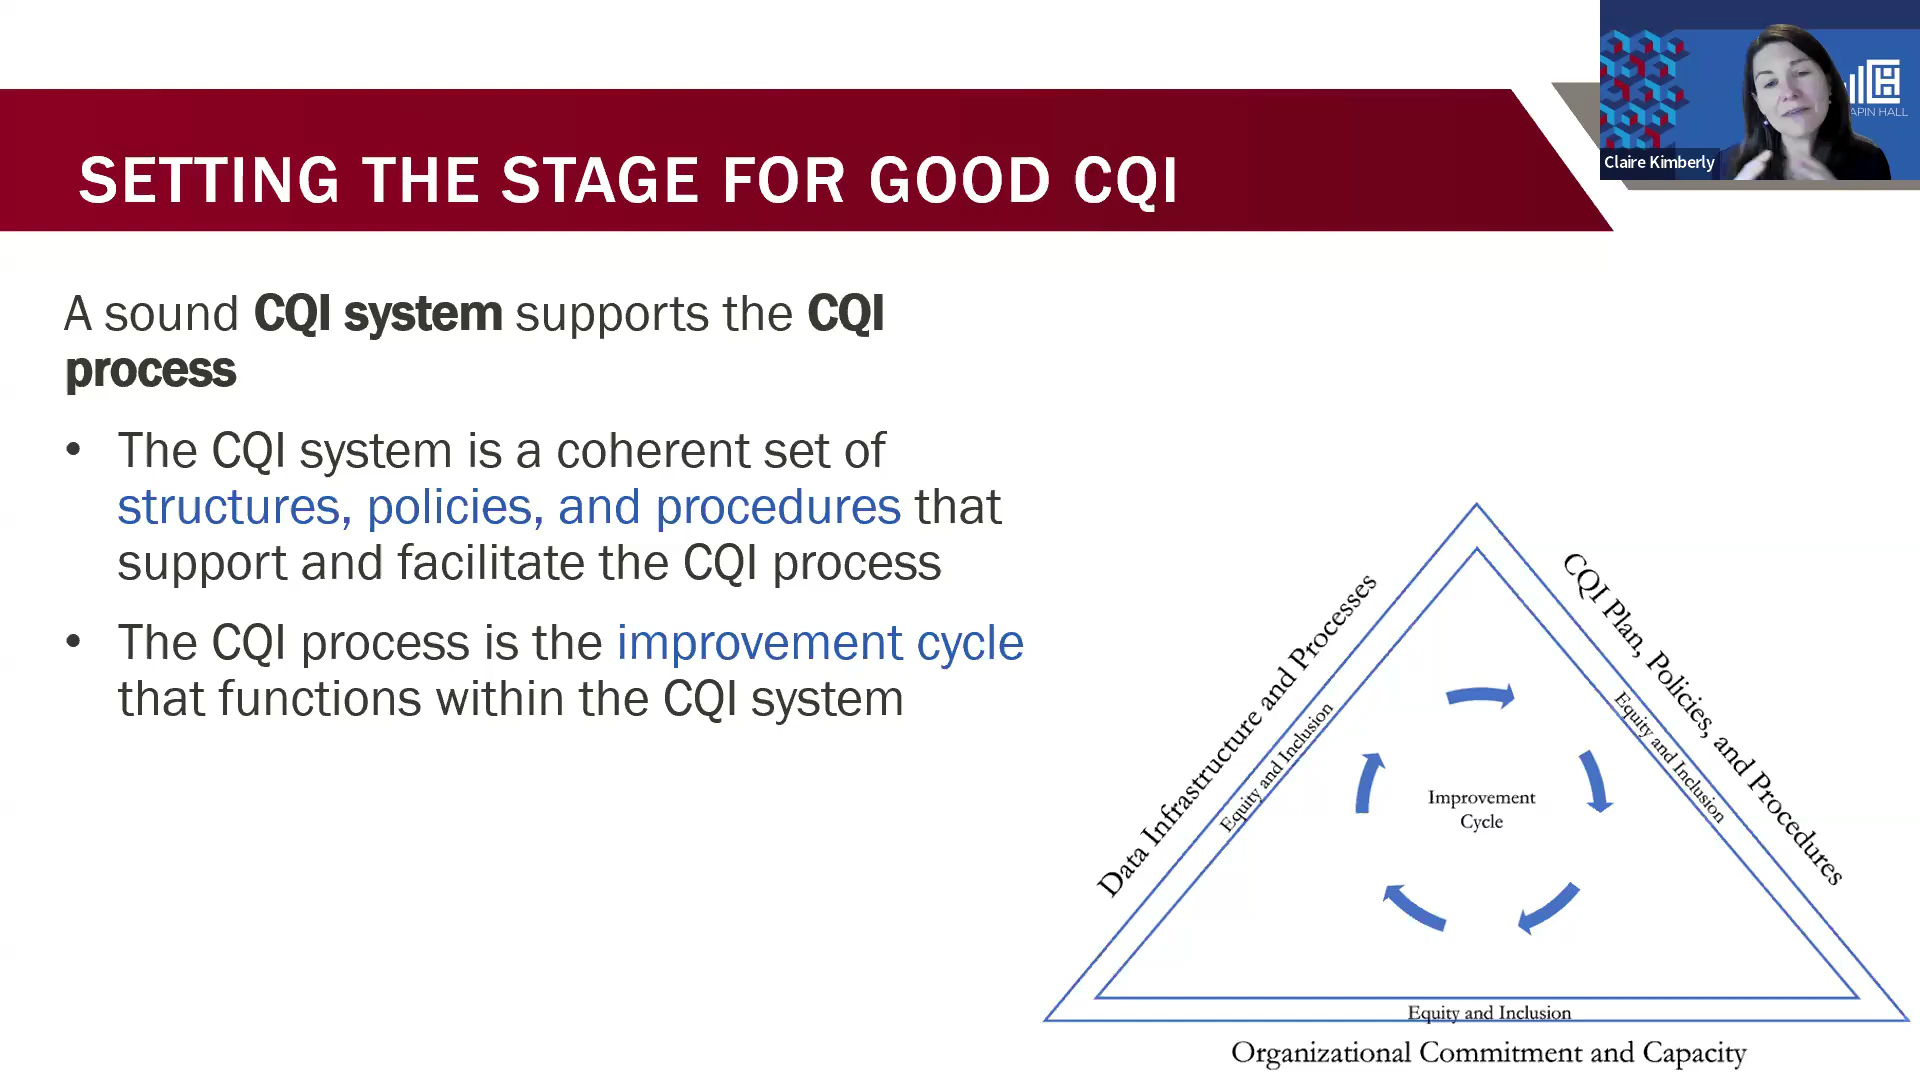 SETTING THE STAGE FOR GOOD CQI
APIN HALL
Claire Kimberly
A sound CQI system supports the CQI
process
• The CQI system is a coherent set of
structures, policies, and procedures that
support and facilitate the CQI process
• The CQI process is the improvement cycle
that functions within the CQI system
Data Infrastructure and Processes
Equity and Inclusion
CQI Plan, Policies, and Procedures
Equity and Inclusion
Improvement
Cycle
Equity and Inclusion
Organizational Commitment and Capacity